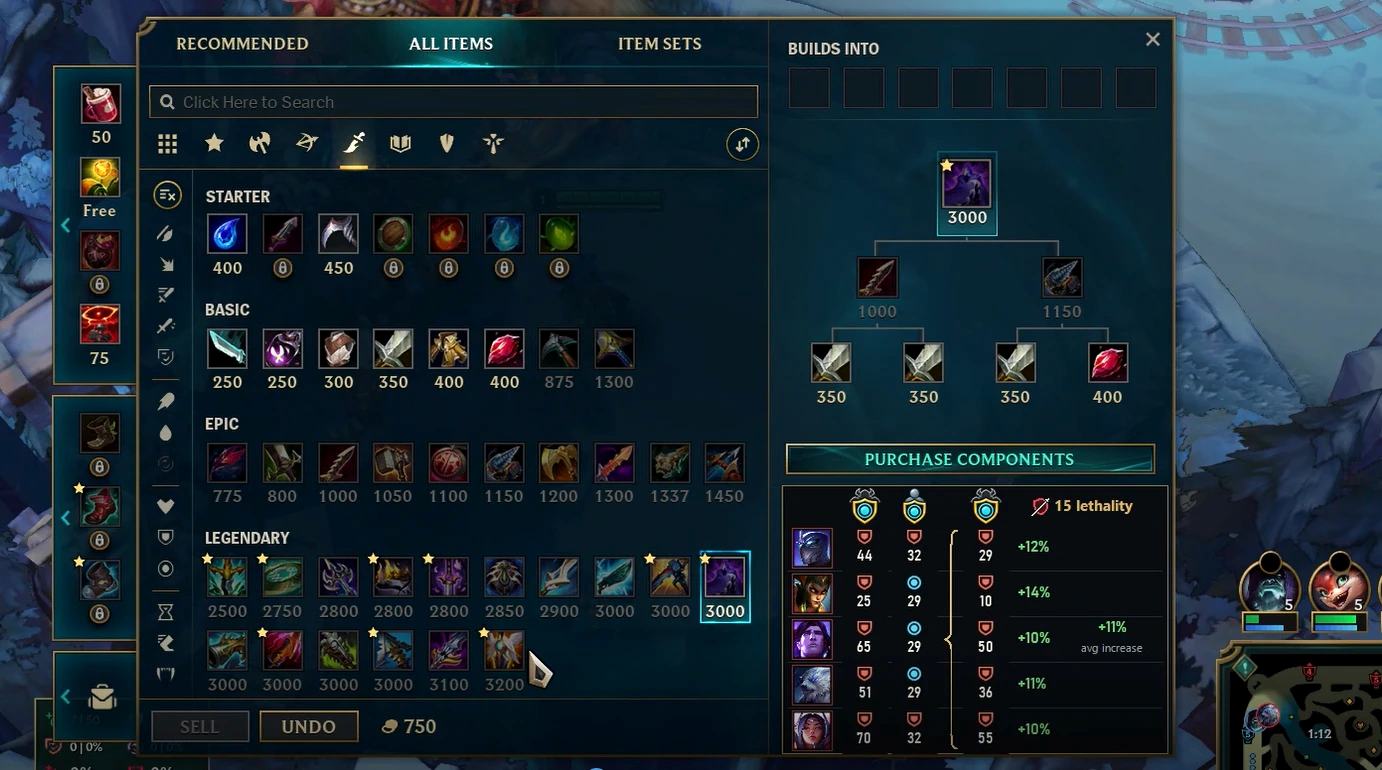 RECOMMENDED ALL ITEMS ITEM SETS
Click Here to Search
50
Free
75
STARTER
400 450
BASIC
250 250 300 350 400 400 875 1300
EPIC
775 800 1000 1050 1100 1150 1200 1300 1337 1450
LEGENDARY
2500 2750 2800 2800 2800 2850 2900 3000 3000 3000
3000 3000 3000 3000 3100 3200
SELL UNDO 750
0|0%
BUILDS INTO
3000
1000 1150
350 350 350 400
PURCHASE COMPONENTS
15 lethality
44 32 29 +12%
25 29 10 +14%
65 29 50 +10% +11%
avg increase
51 29 36 +11%
70 32 55 +10%
5 5
1:12